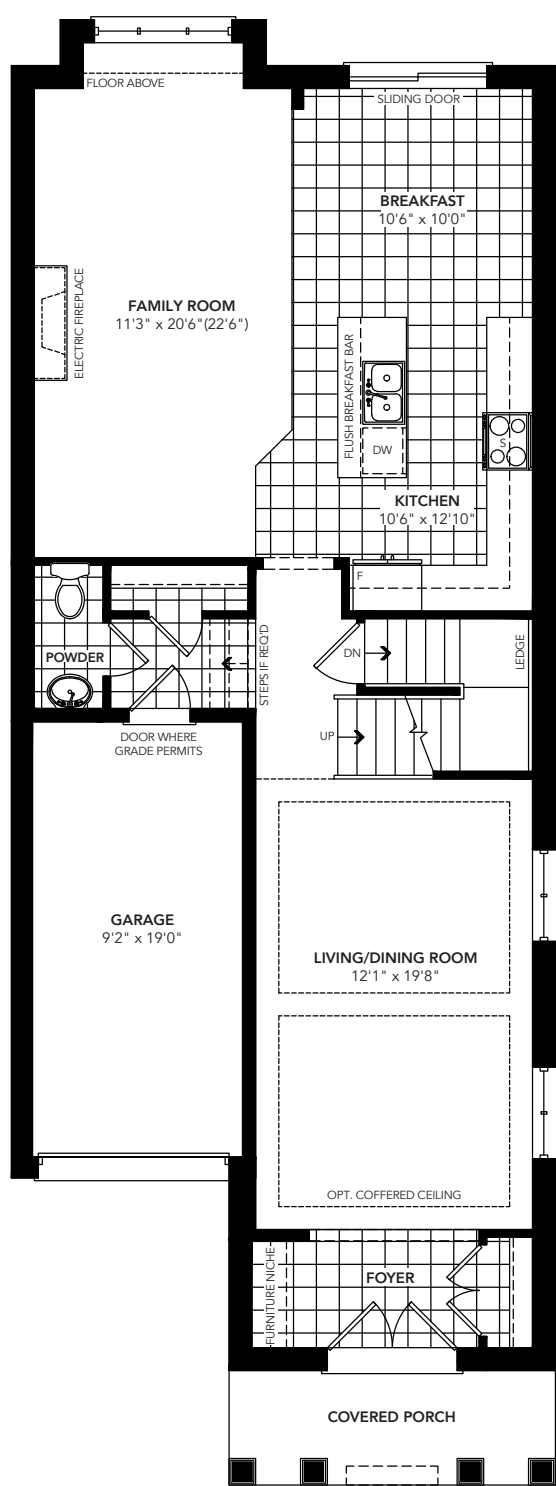 FLOOR ABOVE
SLIDING DOOR
BREAKFAST
10'6" x 10'0"
ELECTRIC FIREPLACE
FAMILY ROOM
11'3" x 20'6"(22'6")
FLUSH BREAKFAST BAR
DW
S
KITCHEN
10'6" x 12'10"
F
POWDER
STEPS IF REQ'D
DN
LEDGE
UP
DOOR WHERE
GRADE PERMITS
GARAGE
9'2" x 19'0"
LIVING/DINING ROOM
12'1" x 19'8"
OPT. COFFERED CEILING
FURNITURE NICHE
FOYER
COVERED PORCH